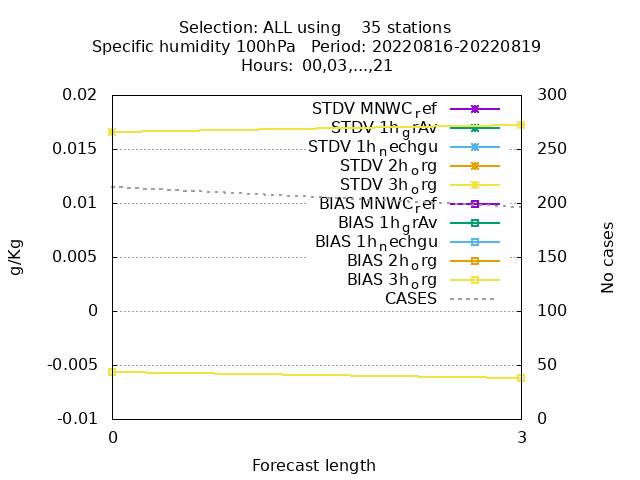 Selection: ALL using    35 stations
Specific humidity 100hPa   Period: 20220816-20220819
Hours: 00,03,...,21
0.02
0.015
0.01
0.005
0
-0.005
-0.01
g/Kg
STDV MNWC_ref
STDV 1h_grAv
STDV 1h_nechgu
STDV 2h_org
STDV 3h_org
BIAS MNWC_ref
BIAS 1h_grAv
BIAS 1h_nechgu
BIAS 2h_org
BIAS 3h_org
CASES
300
250
200
150
100
50
0
No cases
0 3
Forecast length